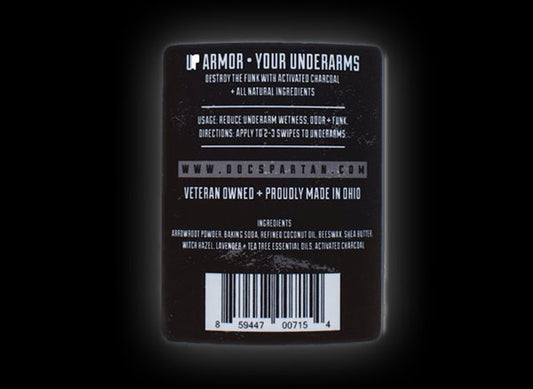 UP ARMOR • YOUR UNDERARMS
DESTROY THE FUNK WITH ACTIVATED CHARCOAL
+ ALL NATURAL INGREDIENTS
USAGE: REDUCE UNDERARM WETNESS; ODOR + FUNK.
DIRECTIONS: APPLY TO 2-3 SWIPES TO UNDERARMS
WWW.DOCSPARTAN.COM
VETERAN OWNED + PROUDLY MADE IN OHIO
INGREDIENTS
ARROWROOT POWDER, BAKING SODA, REFINED COCONUT OIL, BEESWAX, SHEA BUTTER,
WITCH HAZEL, LAVENDER + TEA TREE ESSENTIAL OILS, ACTIVATED CHARCOAL
8 59447 00715 4